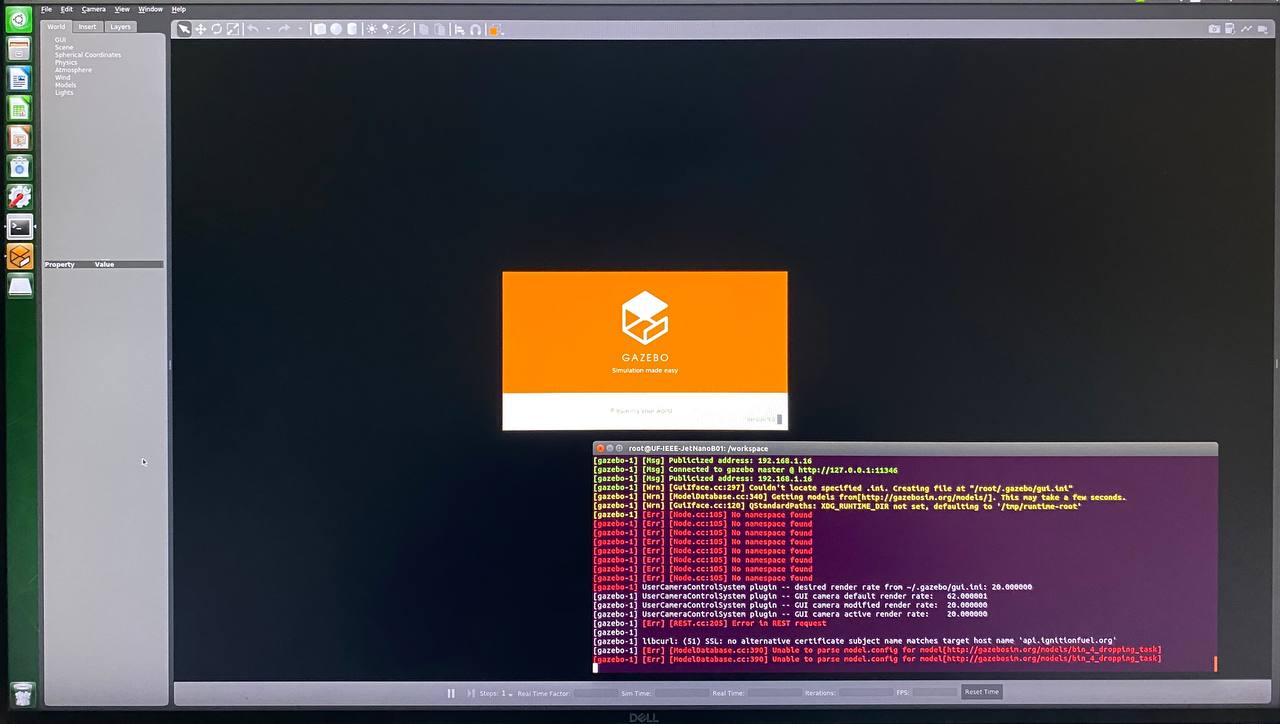 File Edit Camera View Window Help
World Insert Layers
GUI
Scene
Spherical Coordinates
Physics
Atmosphere
Wind
Models
Lights
Property Value
GAZEBO
Simulation made easy
your world
root@UF-IEEE-JetNanoB01: /workspace
[gazebo-1] [Msg] Publicized address: 192.168.1.16
[gazebo-1] [Msg] Connected to gazebo master @ http://127.0.0.1:11346
[gazebo-1] [Msg] Publicized address: 192.168.1.16
[gazebo-1] [Wrn] [GuiIface.cc:297] Couldn't locate specified .ini. Creating file at "/root/.gazebo/gui.ini"
[gazebo-1] [Wrn] [ModelDatabase.cc:340] Getting models from[http://gazebosim.org/models/]. This may take a few seconds.
[gazebo-1] [Wrn] [GuiIface.cc:120] QStandardPaths: XDG_RUNTIME_DIR not set, defaulting to '/tmp/runtime-root'
[gazebo-1] [Err] [Node.cc:105] No namespace found
[gazebo-1] [Err] [Node.cc:105] No namespace found
[gazebo-1] [Err] [Node.cc:105] No namespace found
[gazebo-1] [Err] [Node.cc:105] No namespace found
[gazebo-1] [Err] [Node.cc:105] No namespace found
[gazebo-1] [Err] [Node.cc:105] No namespace found
[gazebo-1] [Err] [Node.cc:105] No namespace found
[gazebo-1] [Err] [Node.cc:105] No namespace found
[gazebo-1] UserCameraControlSystem plugin -- desired render rate from ~/.gazebo/gui.ini: 20.000000
[gazebo-1] UserCameraControlSystem plugin -- GUI camera default render rate: 62.000001
[gazebo-1] UserCameraControlSystem plugin -- GUI camera modified render rate: 20.000000
[gazebo-1] UserCameraControlSystem plugin -- GUI camera active render rate: 20.000000
[gazebo-1] [Err] [REST.cc:205] Error in REST request
[gazebo-1]
[gazebo-1] libcurl: (51) SSL: no alternative certificate subject name matches target host name 'api.ignitionfuel.org'
[gazebo-1] [Err] [ModelDatabase.cc:390] Unable to parse model.config for model[http://gazebosim.org/models/bin_4_dropping_task]
[gazebo-1] [Err] [ModelDatabase.cc:390] Unable to parse model.config for model[http://gazebosim.org/models/bin_4_dropping_task]
Steps: 1 Real Time Factor: Sim Time: Real Time: Iterations: FPS: Reset Time
DELL